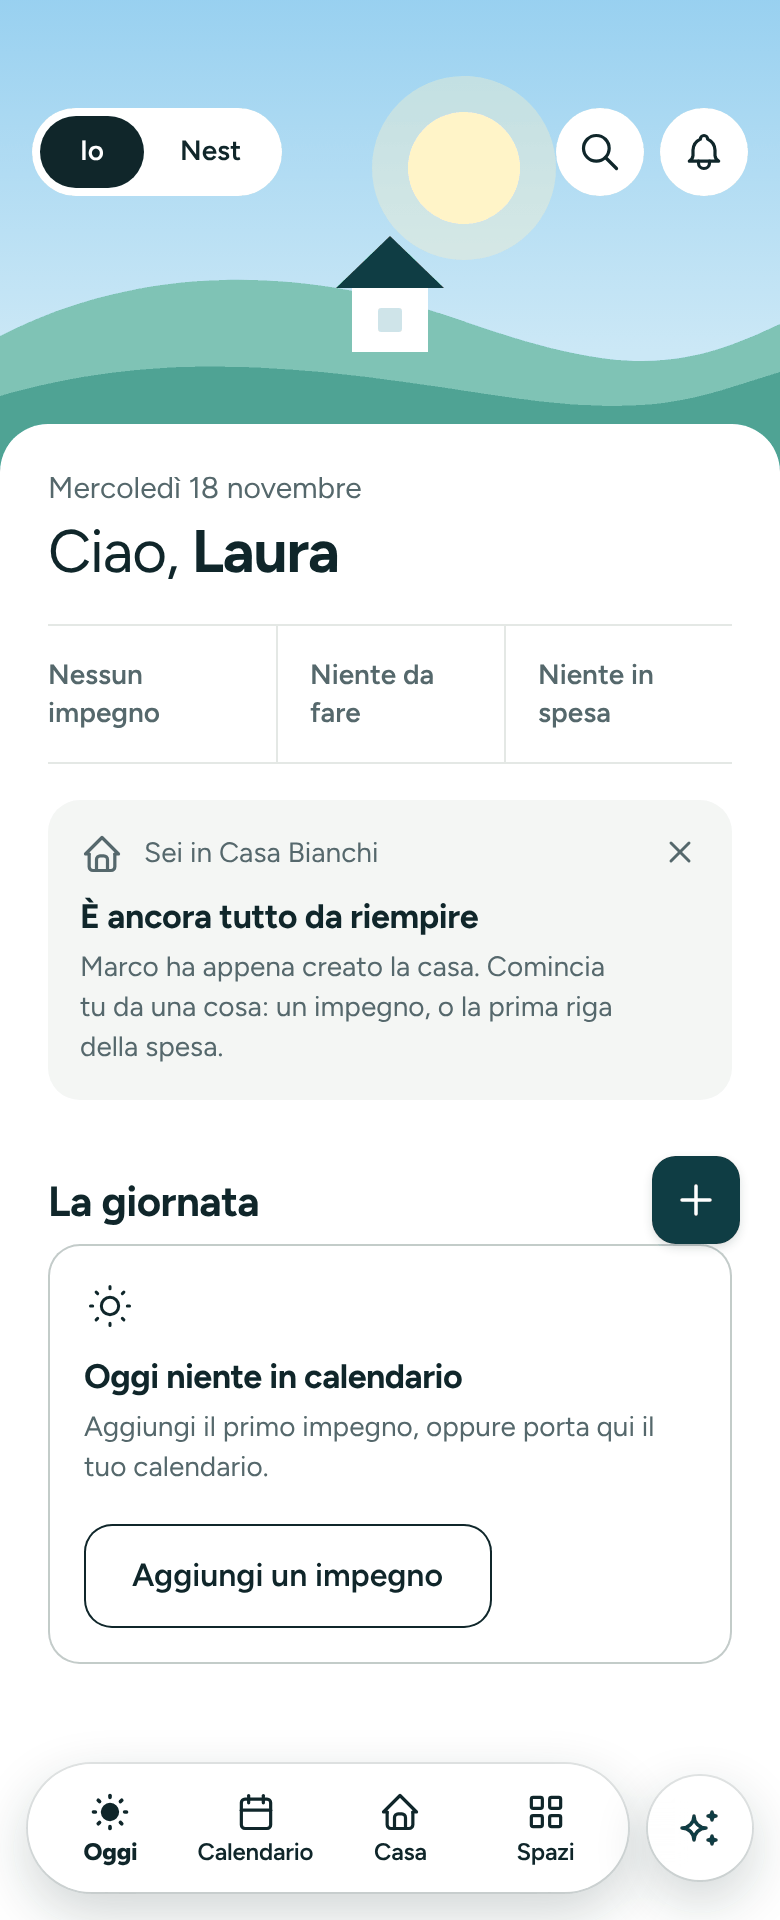 Io
Nest
Mercoledì 18 novembre
Ciao, Laura
Nessun
impegno
Niente da
fare
Niente in
spesa
Sei in Casa Bianchi
È ancora tutto da riempire
Marco ha appena creato la casa. Comincia
tu da una cosa: un impegno, o la prima riga
della spesa.
La giornata
Oggi niente in calendario
Aggiungi il primo impegno, oppure porta qui il
tuo calendario.
Aggiungi un impegno
Oggi
Calendario
Casa
Spazi